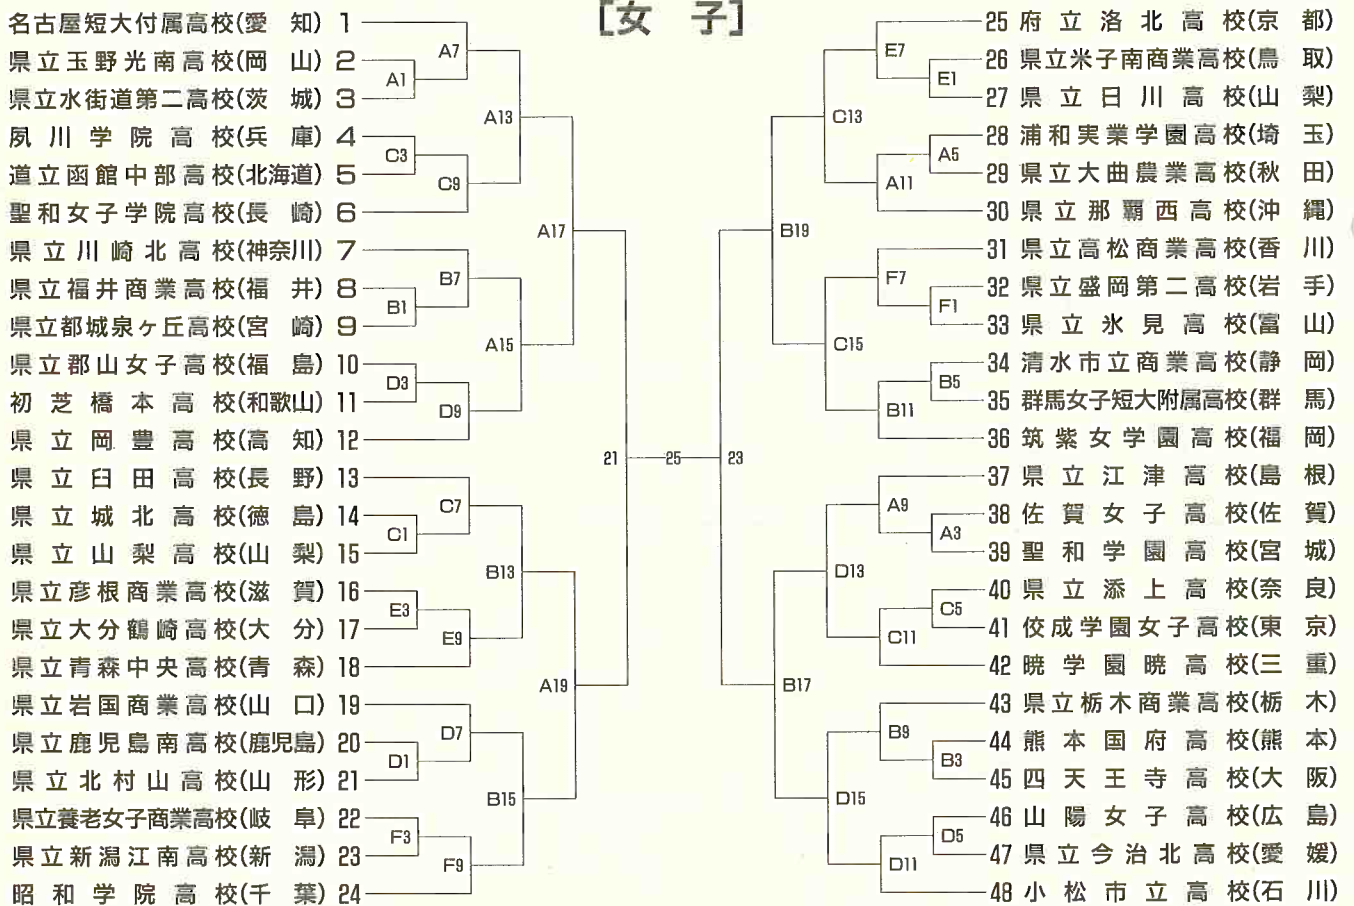 [女 子]
名古屋短大付属高校(愛 知) 1
県立玉野光南高校(岡 山) 2
県立水街道第二高校(茨 城) 3
夙川学院高校(兵 庫) 4
道立函館中部高校(北海道) 5
聖和女子学院高校(長 崎) 6
県立川崎北高校(神奈川) 7
県立福井商業高校(福 井) 8
県立都城泉ヶ丘高校(宮 崎) 9
県立郡山女子高校(福 島) 10
初芝橋本高校(和歌山) 11
県立岡豊高校(高 知) 12
県立臼田高校(長 野) 13
県立城北高校(徳 島) 14
県立山梨高校(山 梨) 15
県立彦根商業高校(滋 賀) 16
県立大分鶴崎高校(大 分) 17
県立青森中央高校(青 森) 18
県立岩国商業高校(山 口) 19
県立鹿児島南高校(鹿児島) 20
県立北村山高校(山 形) 21
県立養老女子商業高校(岐 阜) 22
県立新潟江南高校(新 潟) 23
昭和学院高校(千 葉) 24
A7
A1
A13
C3
C9
A17
B7
B1
A15
D3
D9
21
C7
C1
B13
E3
E9
A19
D7
D1
B15
F3
F9
25
23
E7
E1
C13
A5
A11
B19
F7
F1
C15
B5
B11
A9
A3
D13
C5
C11
B17
B9
B3
D15
D5
D11
25 府立洛北高校(京 都)
26 県立米子南商業高校(鳥 取)
27 県立日川高校(山 梨)
28 浦和実業学園高校(埼 玉)
29 県立大曲農業高校(秋 田)
30 県立那覇西高校(沖 縄)
31 県立高松商業高校(香 川)
32 県立盛岡第二高校(岩 手)
33 県立氷見高校(富 山)
34 清水市立商業高校(静 岡)
35 群馬女子短大附属高校(群 馬)
36 筑紫女学園高校(福 岡)
37 県立江津高校(島 根)
38 佐賀女子高校(佐 賀)
39 聖和学園高校(宮 城)
40 県立添上高校(奈 良)
41 佼成学園女子高校(東 京)
42 暁学園暁高校(三 重)
43 県立栃木商業高校(栃 木)
44 熊本国府高校(熊 本)
45 四天王寺高校(大 阪)
46 山陽女子高校(広 島)
47 県立今治北高校(愛 媛)
48 小松市立高校(石 川)